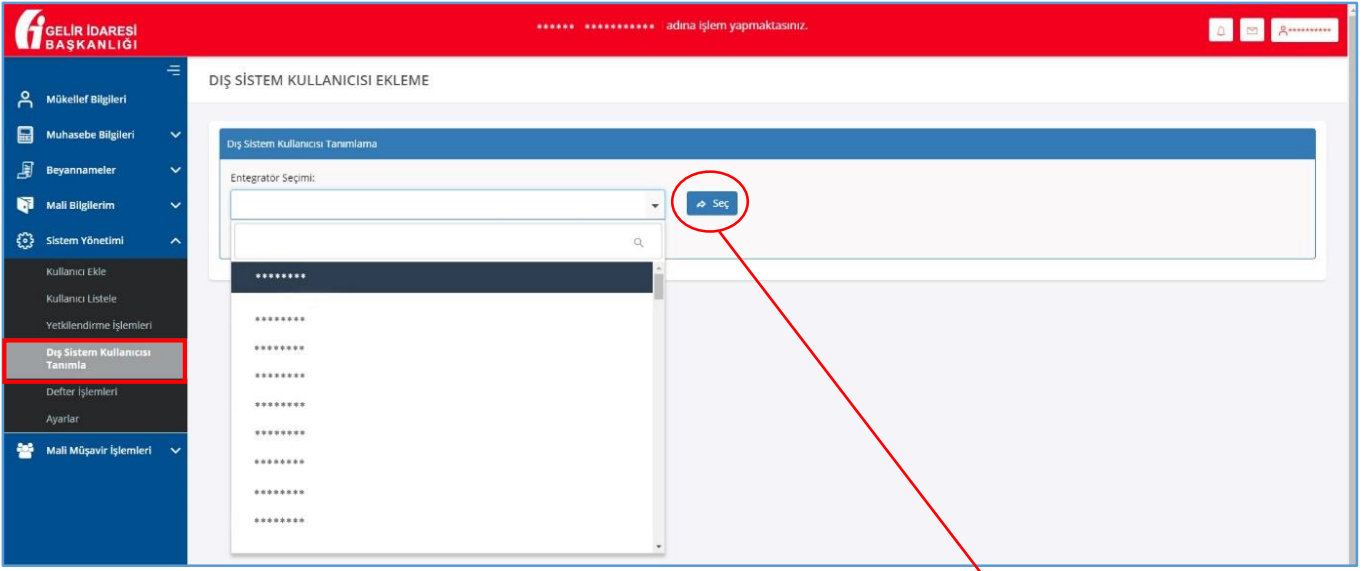 GELİR İDARESİ
BAŞKANLIĞI
****** *********** adına işlem yapmaktasınız.
**********
Mükellef Bilgileri
Muhasebe Bilgileri
Beyannameler
Mali Bilgilerim
Sistem Yönetimi
Kullanıcı Ekle
Kullanıcı Listele
Yetkilendirme İşlemleri
Dış Sistem Kullanıcısı
Tanımla
Defter İşlemleri
Ayarlar
Mali Müşavir İşlemleri
DIŞ SİSTEM KULLANICISI EKLEME
Dış Sistem Kullanıcısı Tanımlama
Entegratör Seçimi:
Seç
********
********
********
********
********
********
********
********
********